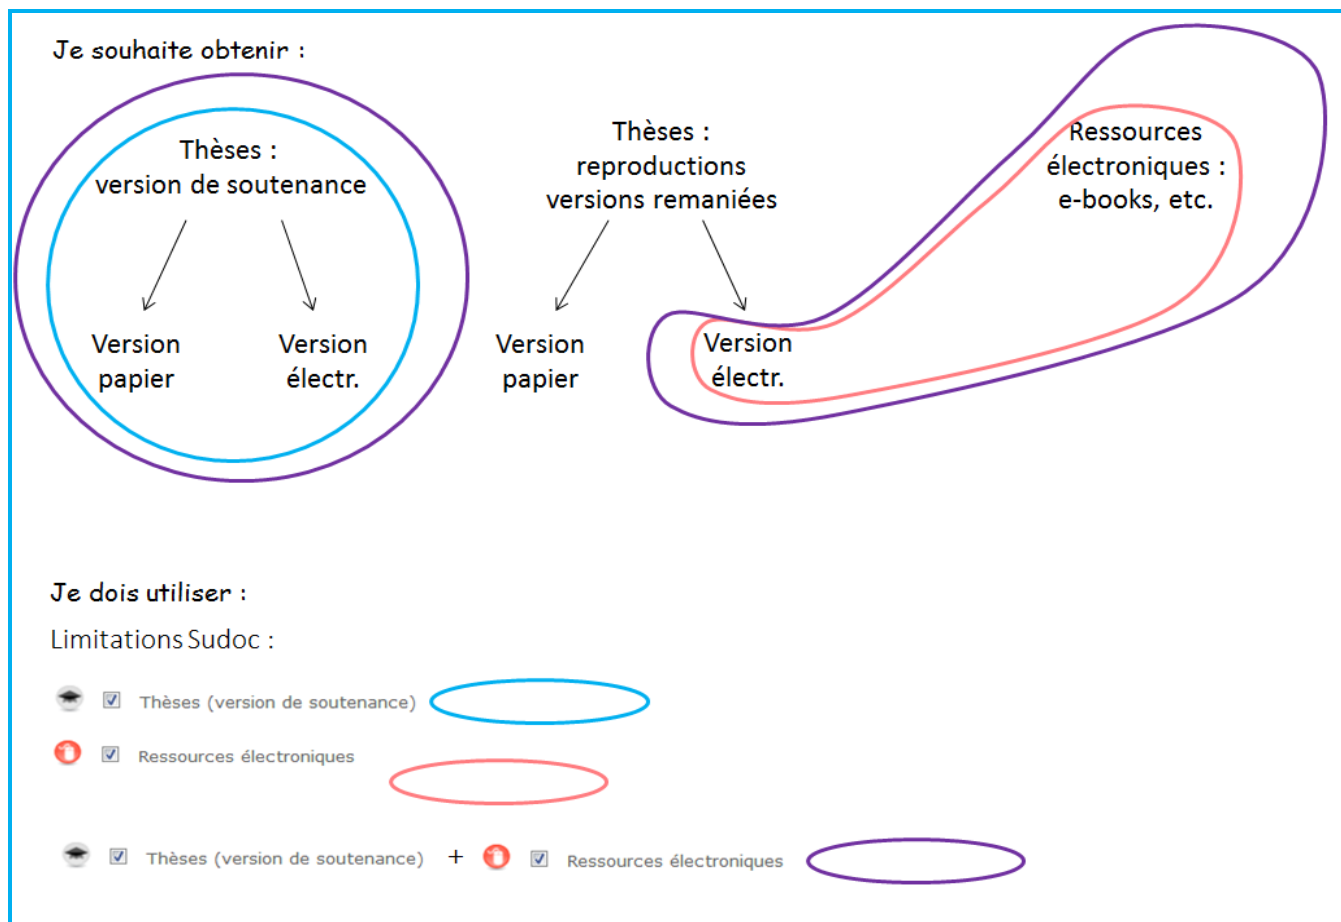 Je souhaite obtenir :
Thèses :
version de soutenance
Version
papier
Version
électr.
Thèses :
reproductions
versions remaniées
Version
papier
Version
électr.
Ressources
électroniques :
e-books, etc.
Je dois utiliser :
Limitations Sudoc :
Thèses (version de soutenance)
Ressources électroniques
Thèses (version de soutenance) + Ressources électroniques